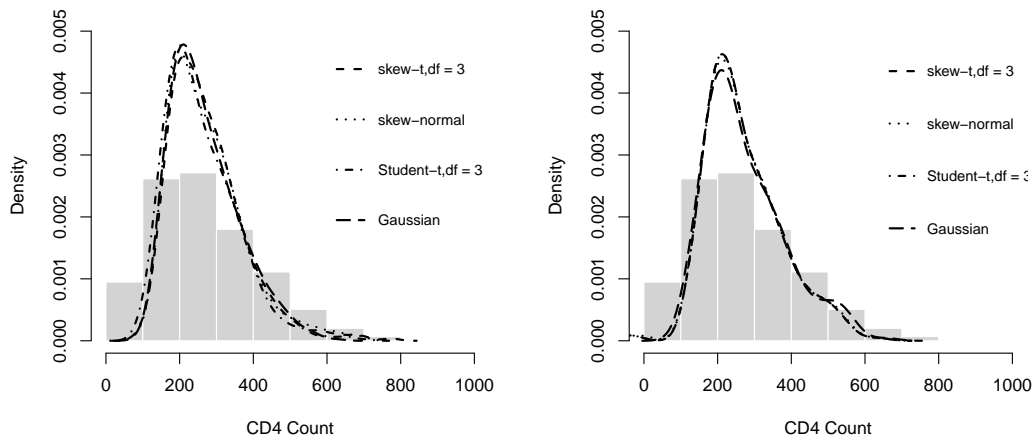 0.000 0.001 0.002 0.003 0.004 0.005
Density
skew−t,df = 3
skew−normal
Student−t,df = 3
Gaussian
0 200 400 600 800 1000
CD4 Count
0.000 0.001 0.002 0.003 0.004 0.005
Density
skew−t,df = 3
skew−normal
Student−t,df = 3
Gaussian
0 200 400 600 800 1000
CD4 Count